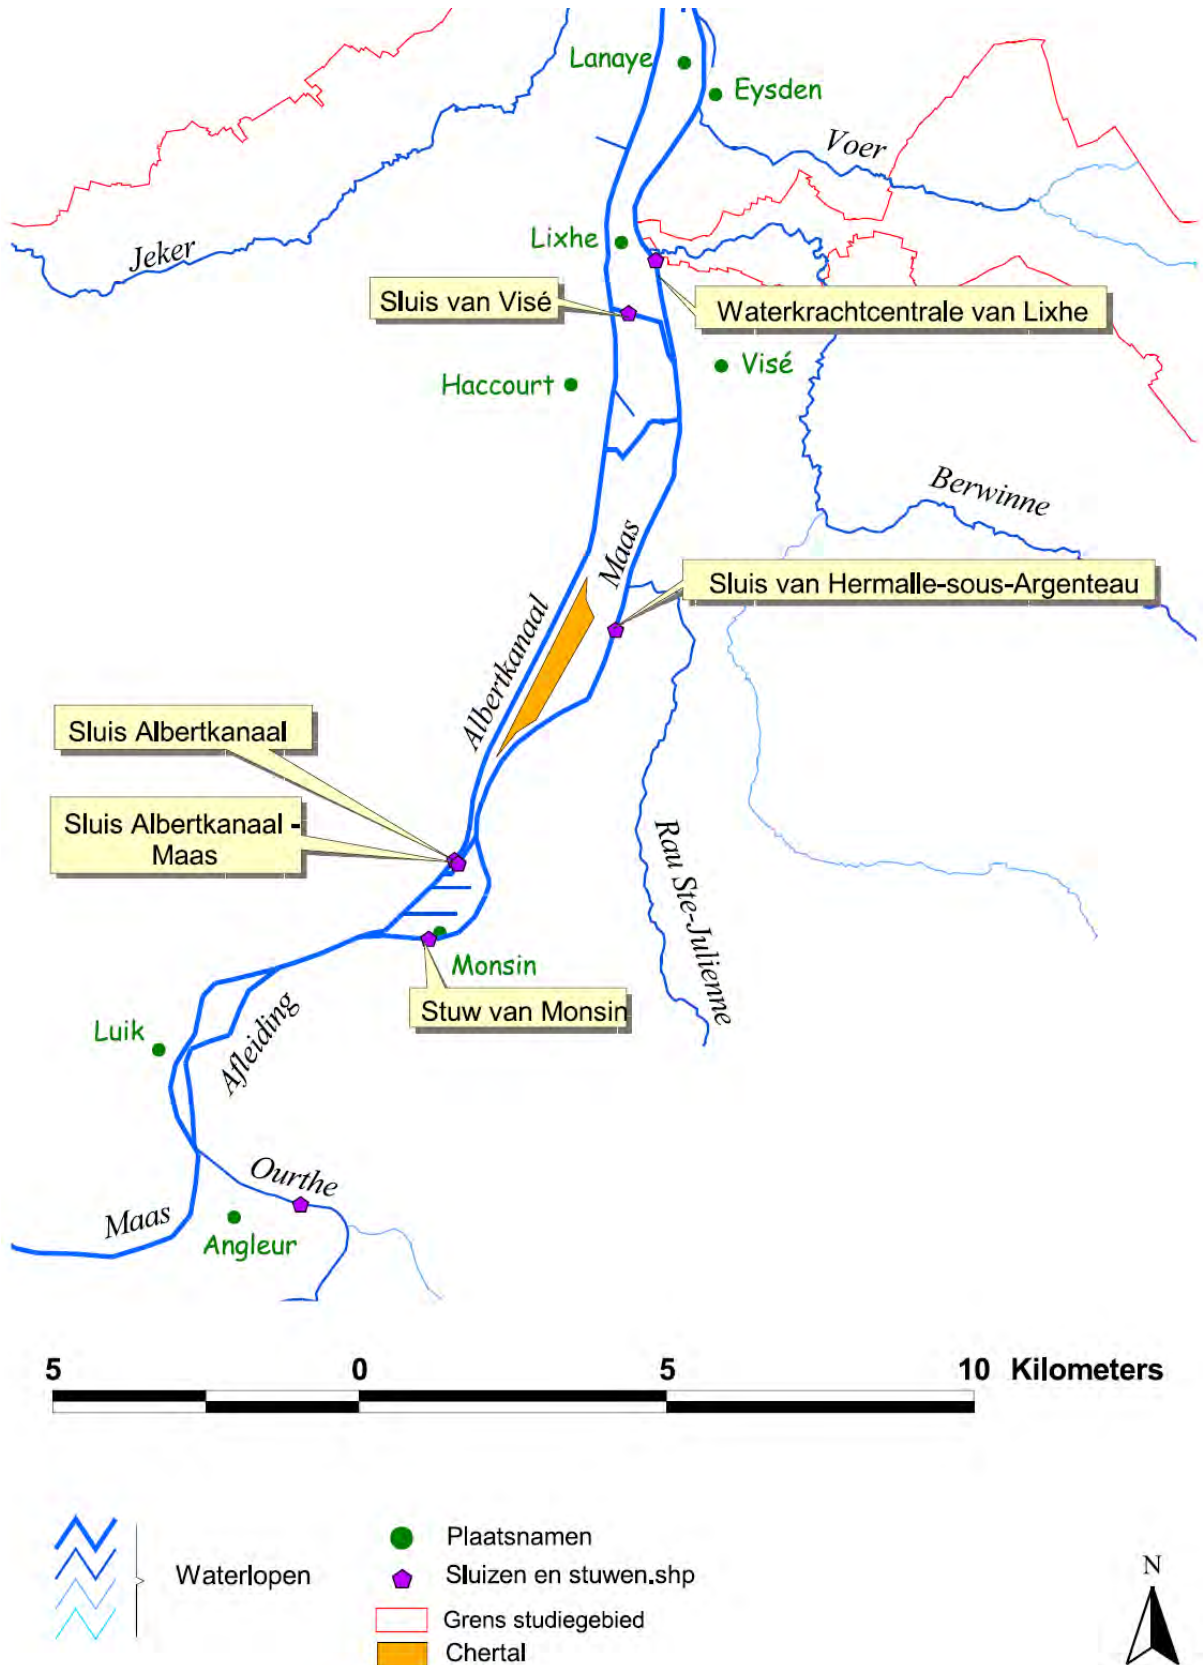 Lanaye
Eysden
Voer
Jeker
Lixhe
Sluis van Visé
Waterkrachtcentrale van Lixhe
Visé
Haccourt
Berwinne
Maas
Sluis van Hermalle-sous-Argenteau
Albertkanaal
Sluis Albertkanaal
Sluis Albertkanaal -
Maas
Rau Ste-Julienne
Monsin
Stuw van Monsin
Luik
Afleiding
Ourthe
Maas
Angleur
5 0 5 10 Kilometers
Plaatsnamen
Waterlopen
Sluizen en stuwen.shp
Grens studiegebied
Chertal
N